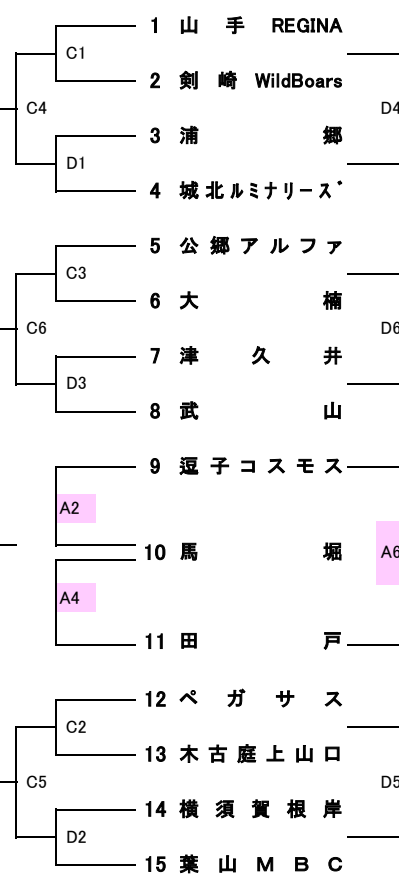 1 山手 REGINA
C1
2 剣崎 WildBoars
C4 D4
3 浦郷
D1
4 城北ルミナリーズ
5 公郷アルファ
C3
6 大楠
C6 D6
7 津久井
D3
8 武山
9 逗子コスモス
A2
10 馬堀 A6
A4
11 田戸
12 ペガサス
C2
13 木古庭上山口
C5 D5
14 横須賀根岸
D2
15 葉山MBC